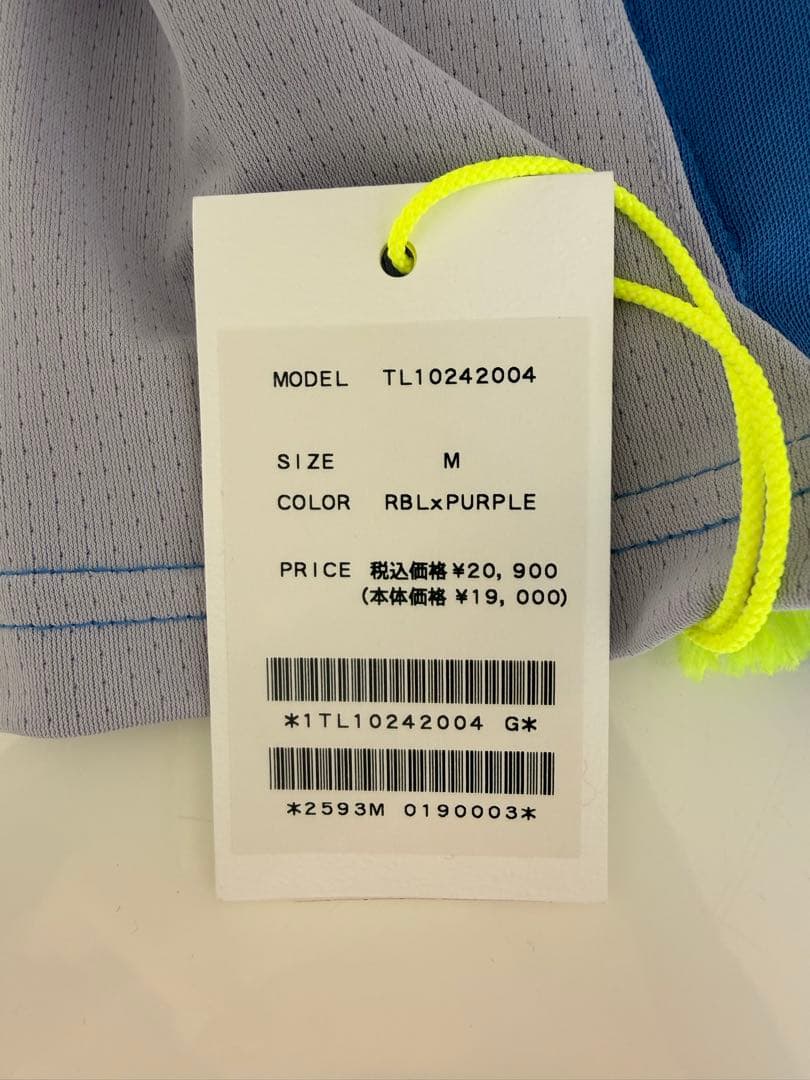 MODEL TL10242004
SIZE M
COLOR RBLxPURPLE
PRICE 税込価格 ¥20, 900
(本体価格 ¥19, 000)
*1TL10242004 G*
*2593M 0190003*